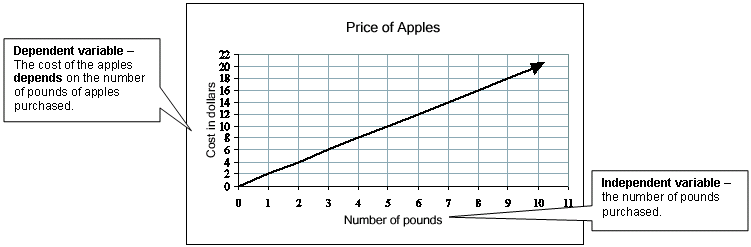 Price of Apples
Dependent variable –
The cost of the apples
depends on the number
of pounds of apples
purchased.
Cost in dollars
22
20
18
16
14
12
10
8
6
4
2
0
0 1 2 3 4 5 6 7 8 9 10 11
Number of pounds
Independent variable –
the number of pounds
purchased.